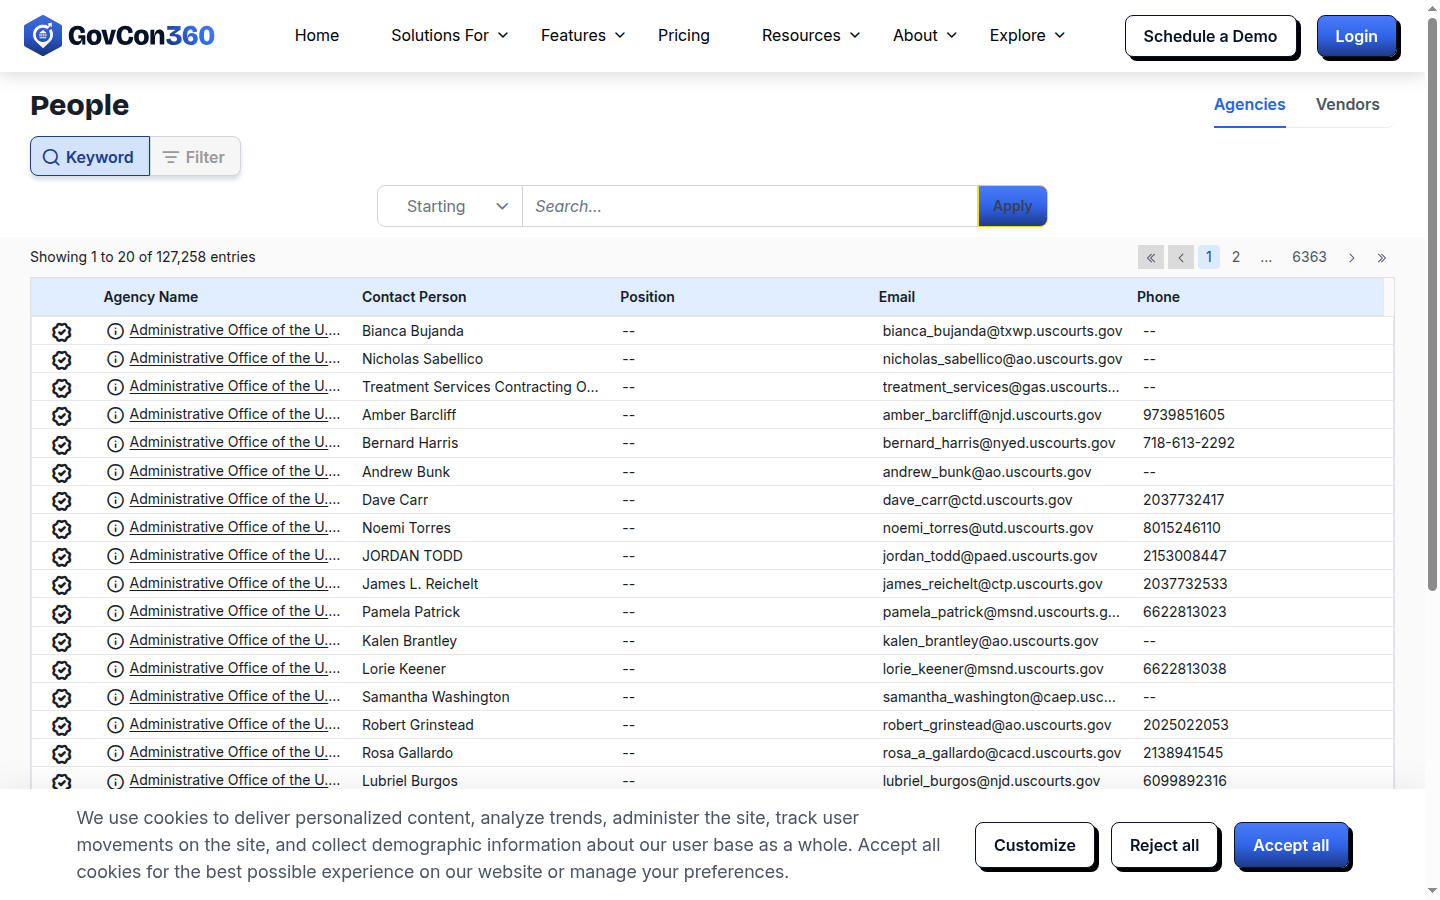 GovCon360
Home
Solutions For
Features
Pricing
Resources
About
Explore
Schedule a Demo
Login
People
Agencies
Vendors
Keyword
Filter
Starting
Search...
Apply
Showing 1 to 20 of 127,258 entries
« ‹ 1 2 ... 6363 › »
Agency Name Contact Person Position Email Phone
Administrative Office of the U.... Bianca Bujanda -- bianca_bujanda@txwp.uscourts.gov --
Administrative Office of the U.... Nicholas Sabellico -- nicholas_sabellico@ao.uscourts.gov --
Administrative Office of the U.... Treatment Services Contracting O... -- treatment_services@gas.uscourts... --
Administrative Office of the U.... Amber Barcliff -- amber_barcliff@njd.uscourts.gov 9739851605
Administrative Office of the U.... Bernard Harris -- bernard_harris@nyed.uscourts.gov 718-613-2292
Administrative Office of the U.... Andrew Bunk -- andrew_bunk@ao.uscourts.gov --
Administrative Office of the U.... Dave Carr -- dave_carr@ctd.uscourts.gov 2037732417
Administrative Office of the U.... Noemi Torres -- noemi_torres@utd.uscourts.gov 8015246110
Administrative Office of the U.... JORDAN TODD -- jordan_todd@paed.uscourts.gov 2153008447
Administrative Office of the U.... James L. Reichelt -- james_reichelt@ctp.uscourts.gov 2037732533
Administrative Office of the U.... Pamela Patrick -- pamela_patrick@msnd.uscourts.g... 6622813023
Administrative Office of the U.... Kalen Brantley -- kalen_brantley@ao.uscourts.gov --
Administrative Office of the U.... Lorie Keener -- lorie_keener@msnd.uscourts.gov 6622813038
Administrative Office of the U.... Samantha Washington -- samantha_washington@caep.usc... --
Administrative Office of the U.... Robert Grinstead -- robert_grinstead@ao.uscourts.gov 2025022053
Administrative Office of the U.... Rosa Gallardo -- rosa_a_gallardo@cacd.uscourts.gov 2138941545
Administrative Office of the U.... Lubriel Burgos -- lubriel_burgos@njd.uscourts.gov 6099892316
We use cookies to deliver personalized content, analyze trends, administer the site, track user
movements on the site, and collect demographic information about our user base as a whole. Accept all
cookies for the best possible experience on our website or manage your preferences.
Customize
Reject all
Accept all